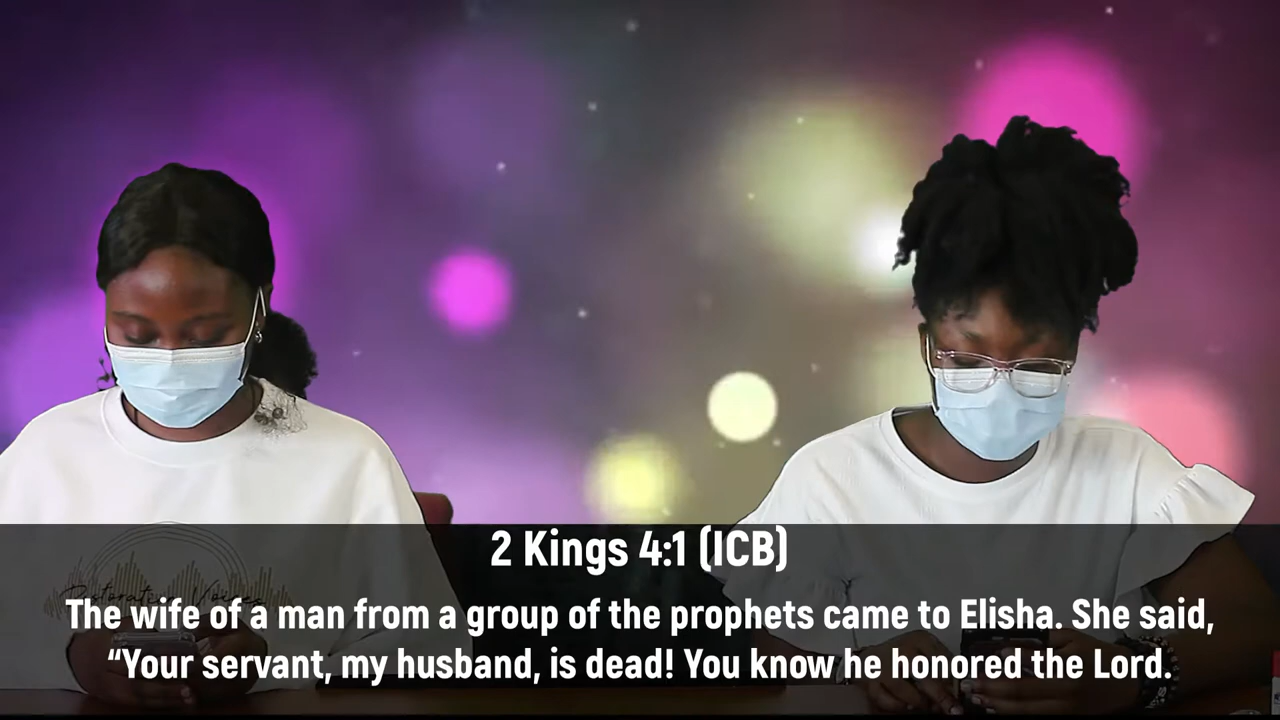 2 Kings 4:1 (ICB)
The wife of a man from a group of the prophets came to Elisha. She said,
“Your servant, my husband, is dead! You know he honored the Lord.